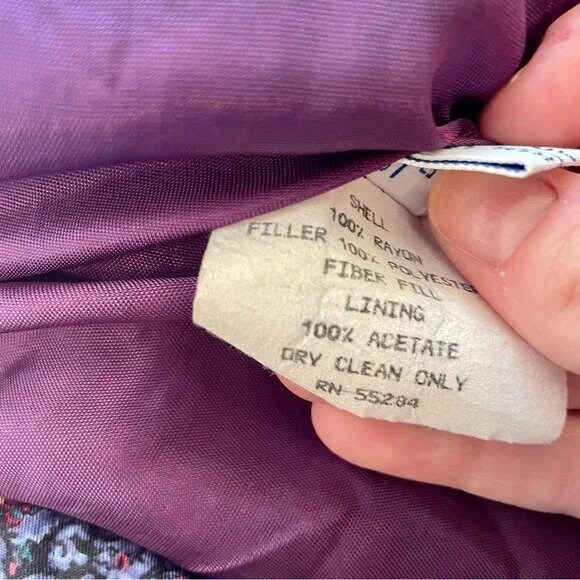 SHELL
100% RAYON
FILLER 100% POLYESTER
FIBER FILL
LINING
100% ACETATE
DRY CLEAN ONLY
RN 55284